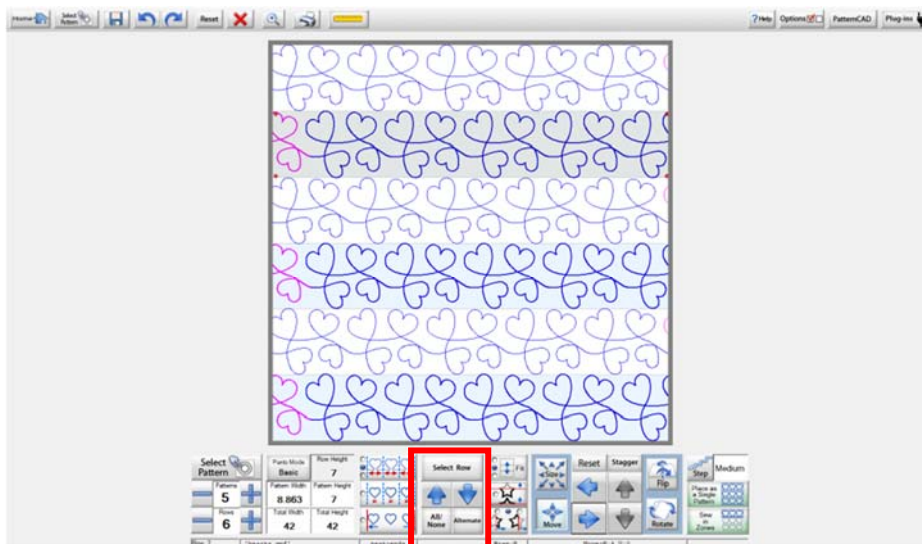 Home
Select Pattern
Reset
?Help
Options
PatternCAD
Plug-ins
Select Pattern
Panto Mode
Basic
Row Height
7
Select Row
Fit
Size
Reset
Stagger
Flip
Step
Medium
Patterns
5
Pattern Width
8.863
Pattern Height
7
Place as a Single Pattern
Rows
6
Total Width
42
Total Height
42
All/None
Alternate
Move
Rotate
Sew in Zones